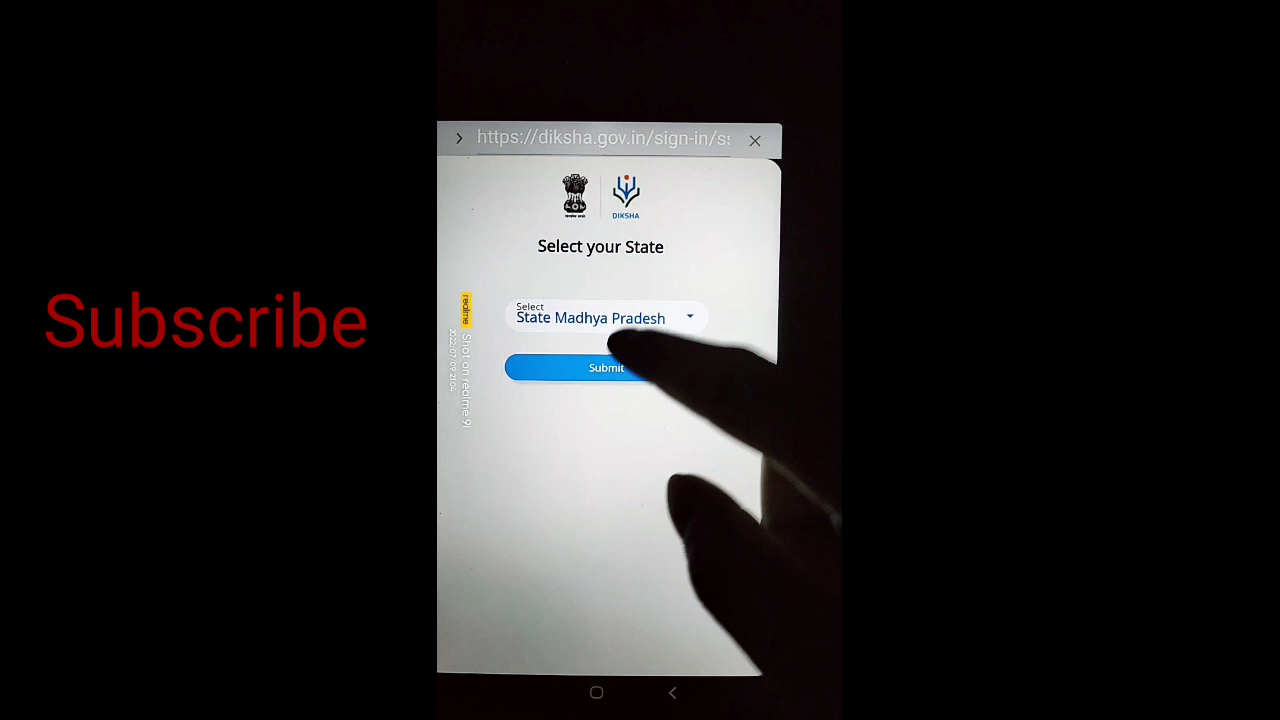 https://diksha.gov.in/sign-in/s
DIKSHA
Select your State
Select
State Madhya Pradesh
Submit
Subscribe
realme
Shot on realme 9i